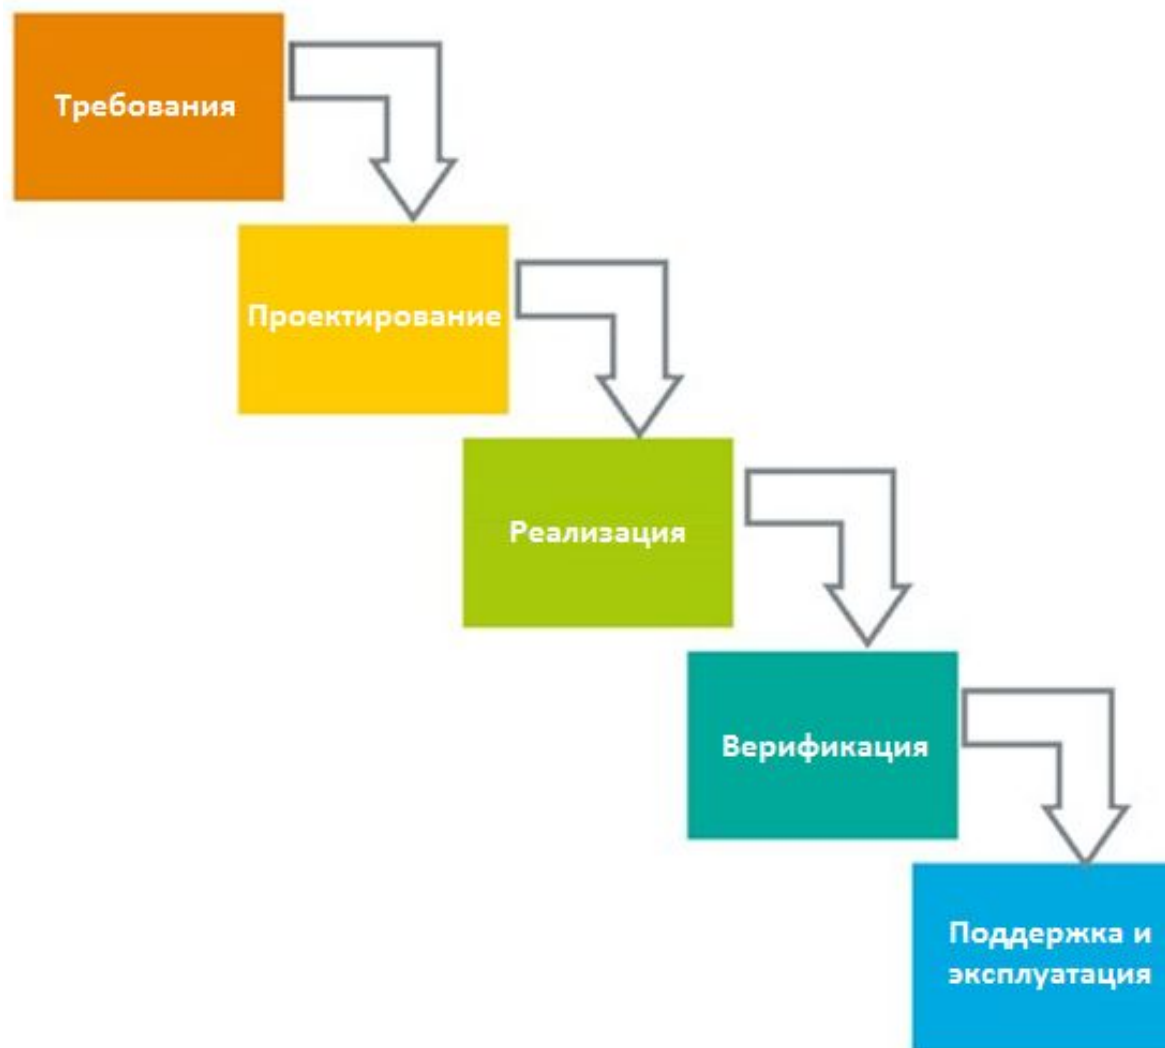 Требования
Проектирование
Реализация
Верификация
Поддержка и
эксплуатация